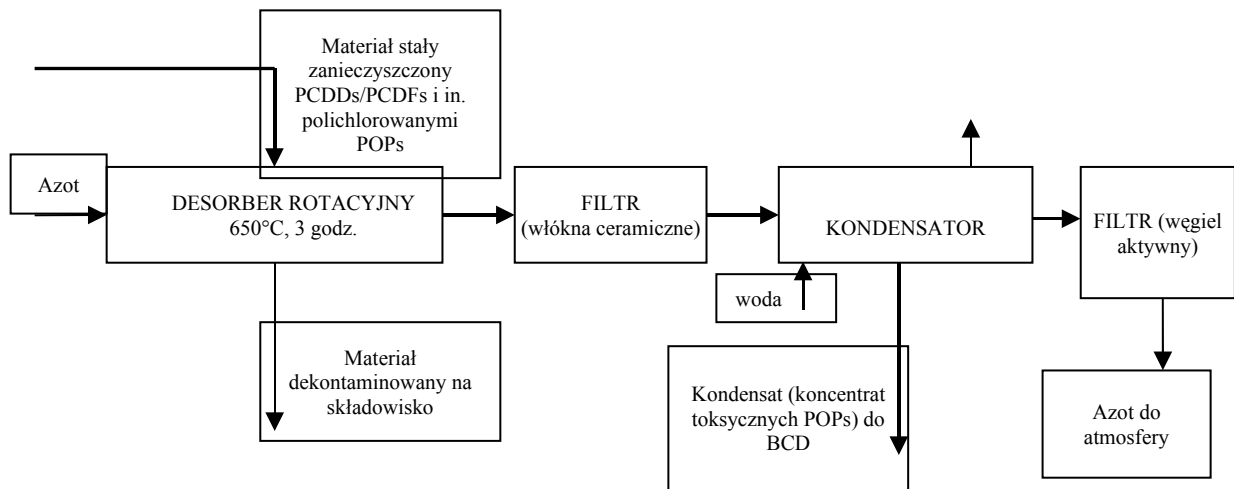 Materiał stały
zanieczyszczony
PCDDs/PCDFs i in.
polichlorowanymi
POPs
Azot
DESORBER ROTACYJNY
650°C, 3 godz.
FILTR
(włókna ceramiczne)
KONDENSATOR
FILTR (węgiel
aktywny)
woda
Materiał
dekontaminowany na
składowisko
Kondensat (koncentrat
toksycznych POPs) do
BCD
Azot do
atmosfery